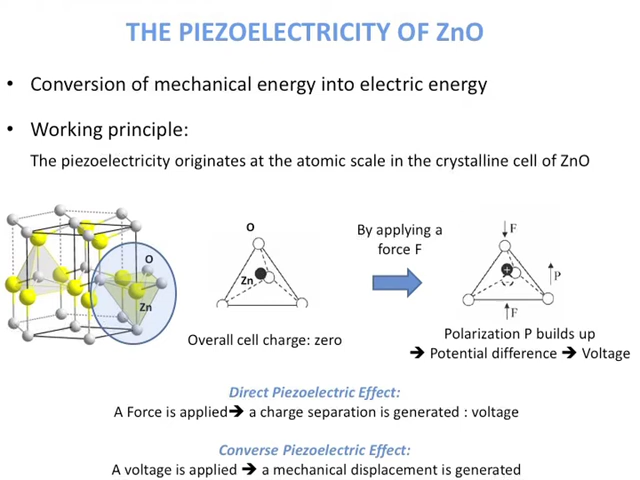 THE PIEZOELECTRICITY OF ZnO
• Conversion of mechanical energy into electric energy
• Working principle:
The piezoelectricity originates at the atomic scale in the crystalline cell of ZnO
O
Zn
O
Zn
Overall cell charge: zero
By applying a
force F
F
+
P
F
Polarization P builds up
➔ Potential difference ➔ Voltage
Direct Piezoelectric Effect:
A Force is applied➔ a charge separation is generated : voltage
Converse Piezoelectric Effect:
A voltage is applied ➔ a mechanical displacement is generated